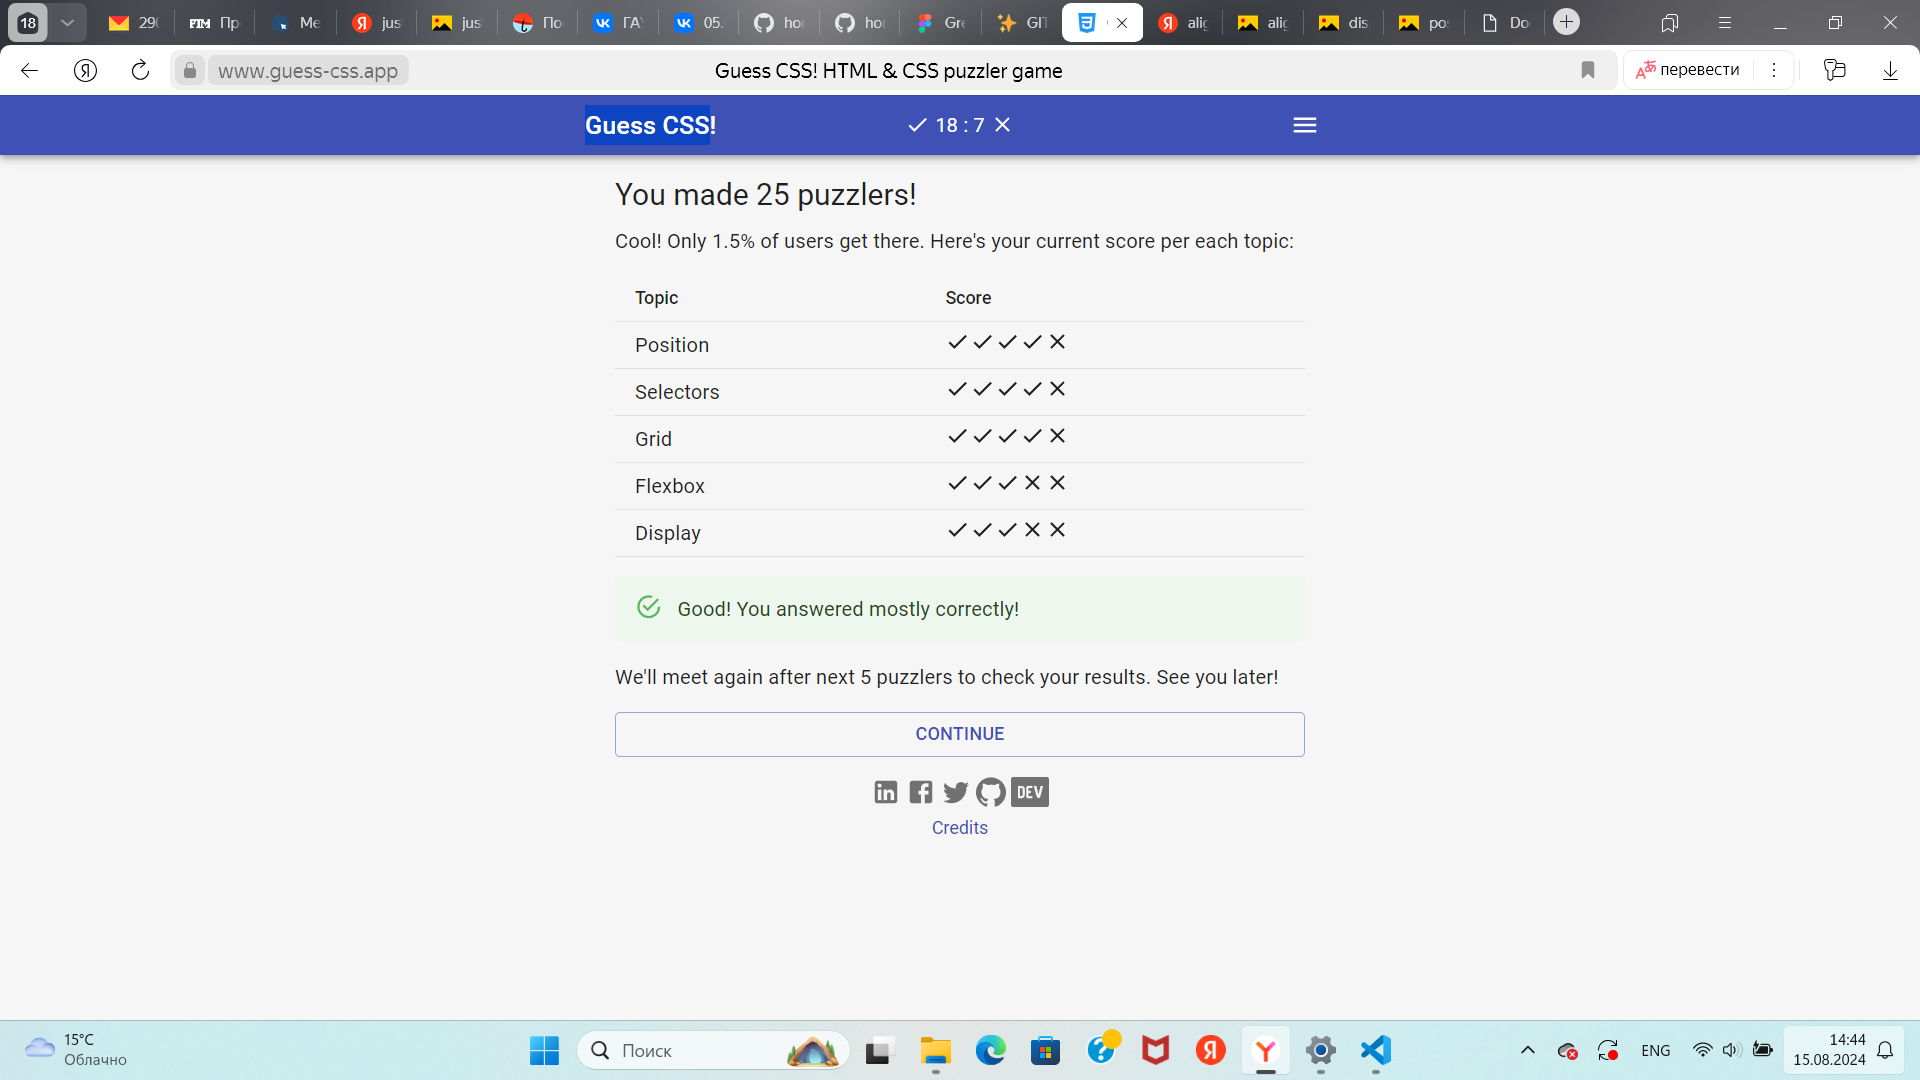 18
29(
FIM Пр
Me
Я jus
jus
По
ГА
05.
hor
hor
Gre
GIT
Я alig
alig
dis
pos
Do
www.guess-css.app
Guess CSS! HTML & CSS puzzler game
перевести
Guess CSS!
18 : 7
You made 25 puzzlers!
Cool! Only 1.5% of users get there. Here's your current score per each topic:
Topic Score
Position
Selectors
Grid
Flexbox
Display
Good! You answered mostly correctly!
We'll meet again after next 5 puzzlers to check your results. See you later!
CONTINUE
DEV
Credits
15°C
Облачно
Поиск
ENG
14:44
15.08.2024